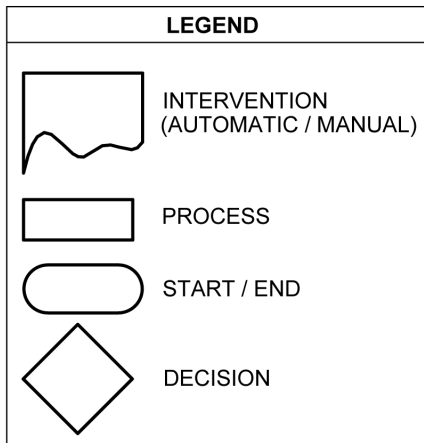 LEGEND
INTERVENTION
(AUTOMATIC / MANUAL)
PROCESS
START / END
DECISION